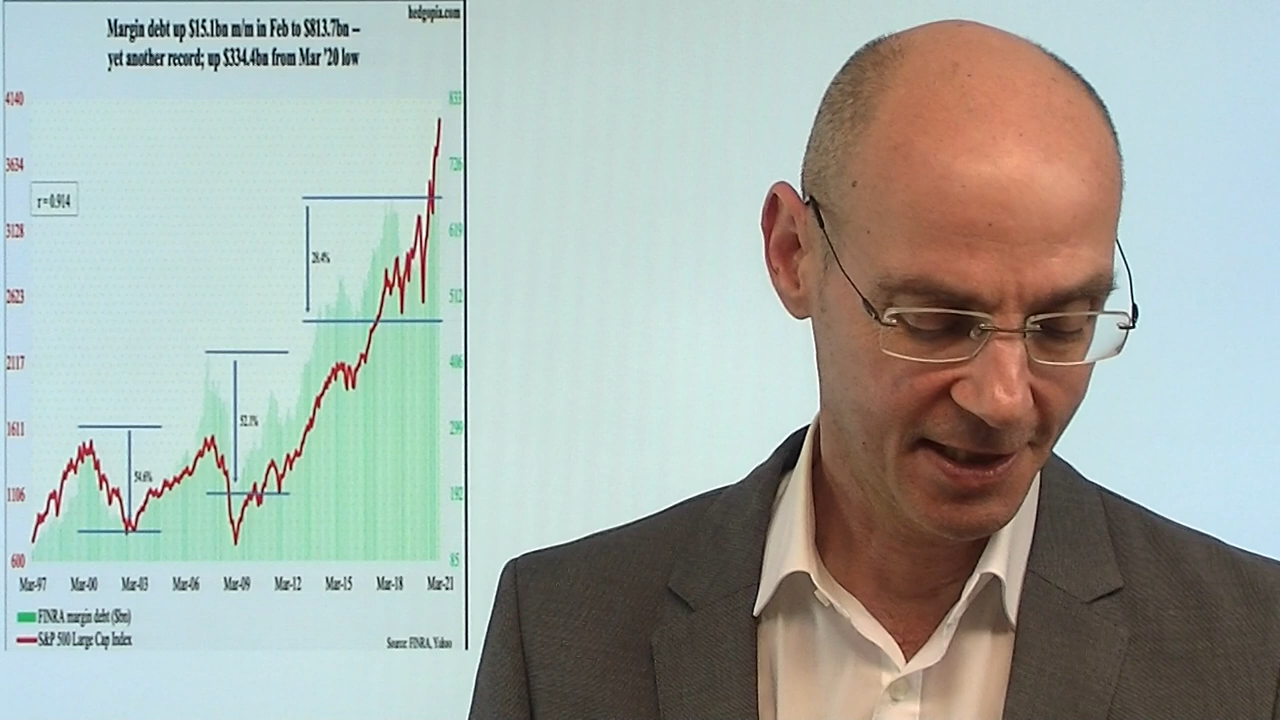 hedgopia.com
Margin debt up $15.1bn m/m in Feb to $813.7bn –
yet another record; up $334.4bn from Mar '20 low
4140
833
3634
726
r = 0.914
3128
619
28.4%
2623
512
2117
406
52.1%
1611
299
54.6%
1106
192
600
85
Mar-97 Mar-00 Mar-03 Mar-06 Mar-09 Mar-12 Mar-15 Mar-18 Mar-21
FINRA margin debt ($bn)
S&P 500 Large Cap Index
Source: FINRA, Yahoo